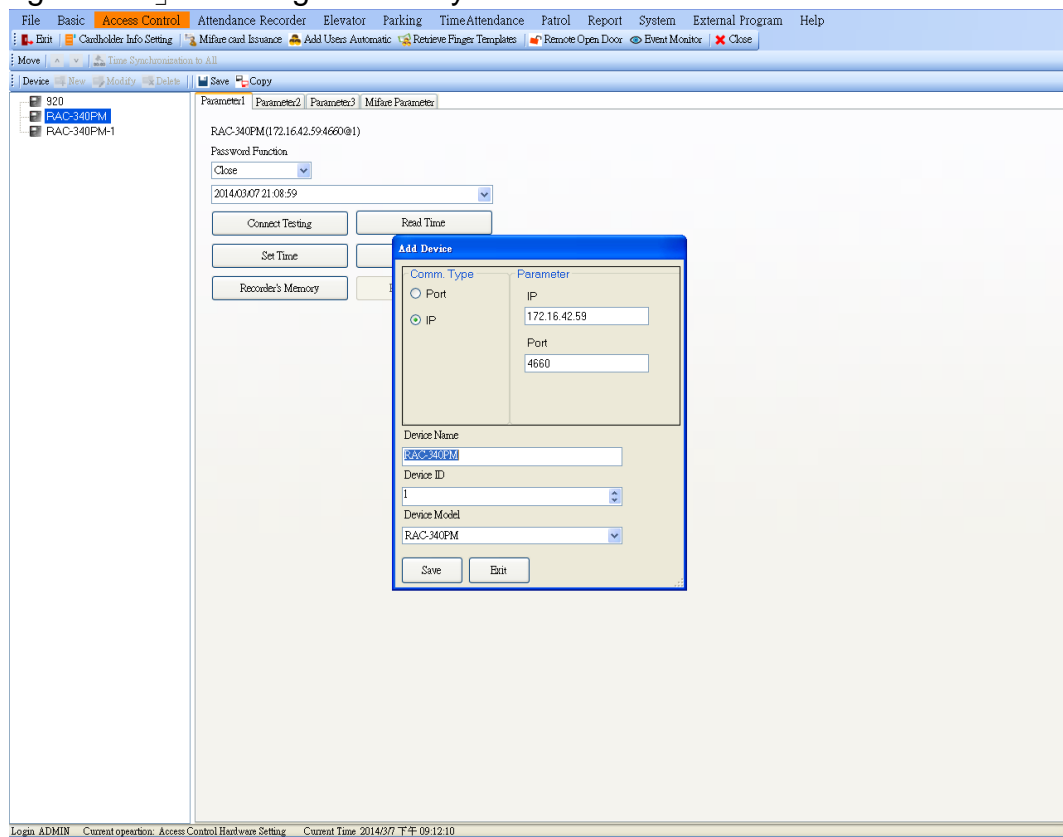 File Basic Access Control Attendance Recorder Elevator Parking TimeAttendance Patrol Report System External Program Help
Exit Cardholder Info Setting Mifare card Issuance Add Users Automatic Retrieve Finger Templates Remote Open Door Event Monitor Close
Move Time Synchronization to All
Device New Modify Delete Save Copy
920
RAC-340PM
RAC-340PM-1
Parameter1 Parameter2 Parameter3 Mifare Parameter
RAC-340PM(172.16.42.59:4660@1)
Password Function
Close
2014/03/07 21:08:59
Connect Testing Read Time
Set Time
Recorder's Memory
Add Device
Comm. Type Parameter
Port
IP
IP
172.16.42.59
Port
4660
Device Name
RAC-340PM
Device ID
1
Device Model
RAC-340PM
Save Exit
Login ADMIN Current opeartion: Access Control Hardware Setting Current Time 2014/3/7 下午 09:12:10